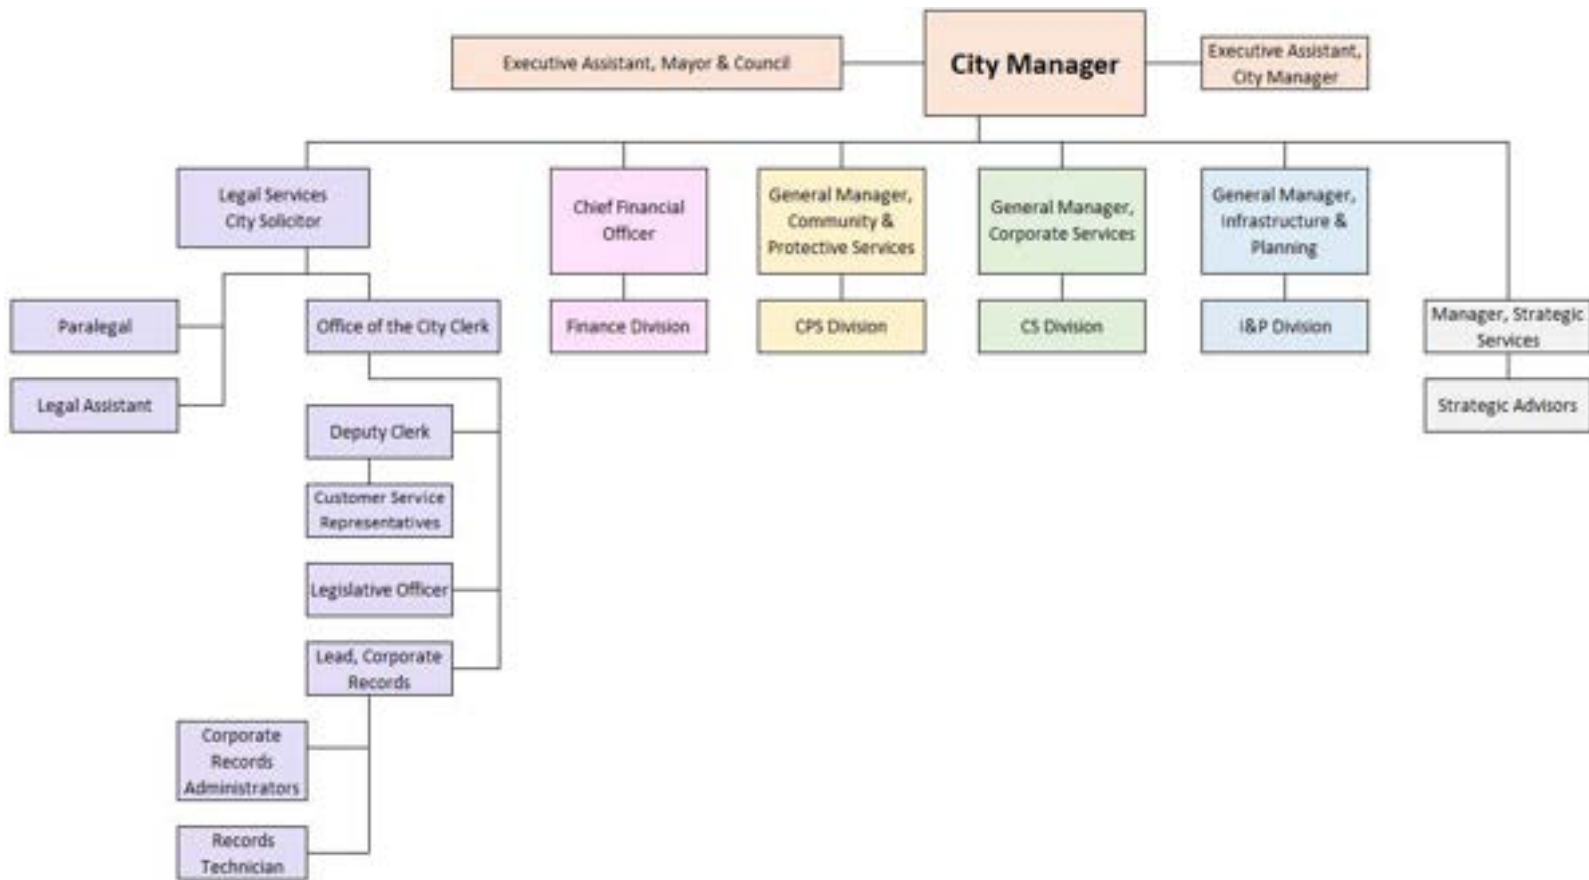 Executive Assistant, Mayor & Council
City Manager
Executive Assistant,
City Manager
Legal Services
City Solicitor
Chief Financial
Officer
General Manager,
Community &
Protective Services
General Manager,
Corporate Services
General Manager,
Infrastructure &
Planning
Paralegal
Office of the City Clerk
Finance Division
CPS Division
CS Division
I&P Division
Manager, Strategic
Services
Legal Assistant
Strategic Advisors
Deputy Clerk
Customer Service
Representatives
Legislative Officer
Lead, Corporate
Records
Corporate
Records
Administrators
Records
Technician